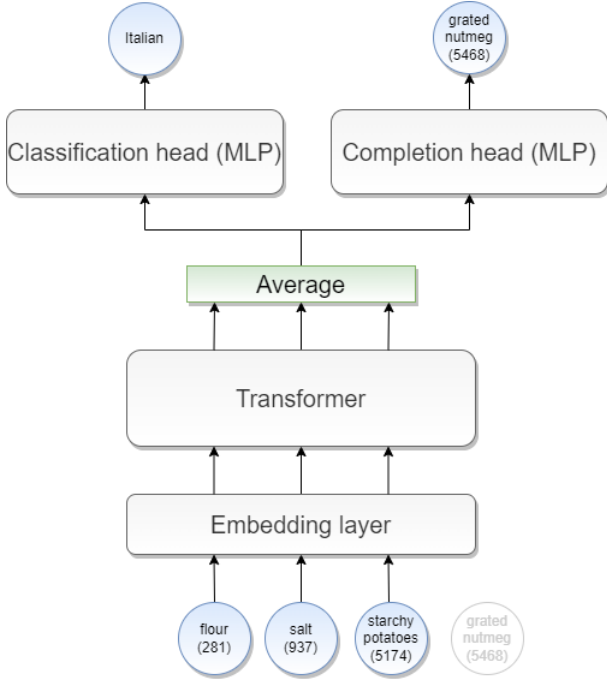 Italian
grated
nutmeg
(5468)
Classification head (MLP)
Completion head (MLP)
Average
Transformer
Embedding layer
flour
(281)
salt
(937)
starchy
potatoes
(5174)
grated
nutmeg
(5468)